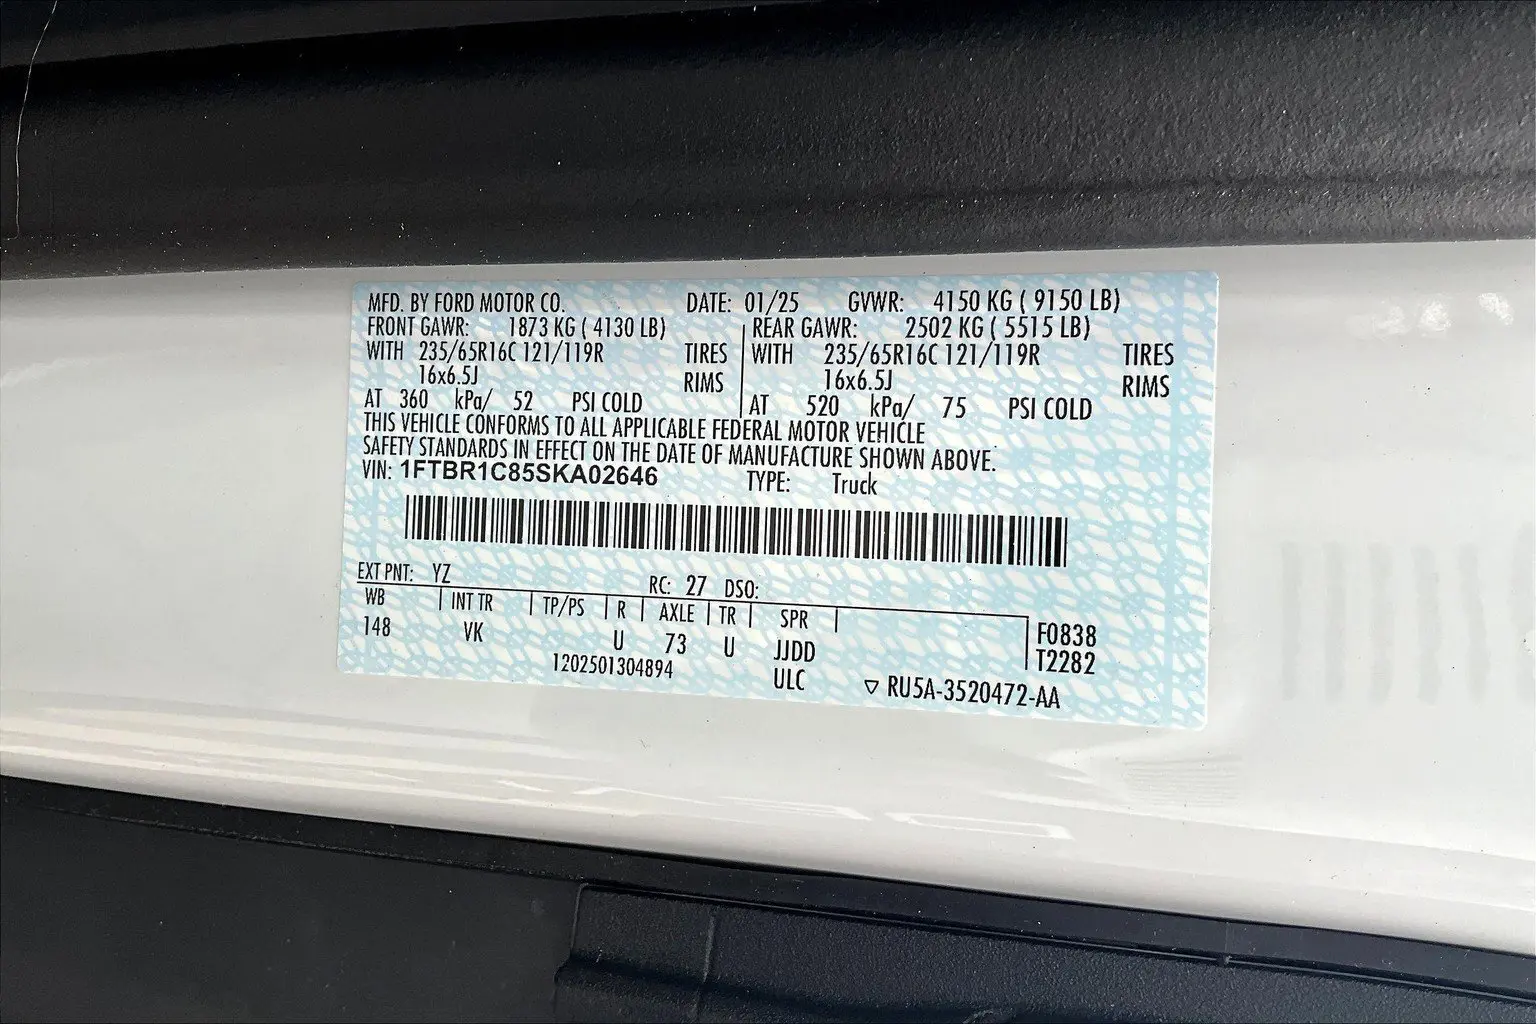 MFD. BY FORD MOTOR CO. DATE: 01/25 GVWR: 4150 KG ( 9150 LB)
FRONT GAWR: 1873 KG ( 4130 LB) REAR GAWR: 2502 KG ( 5515 LB)
WITH 235/65R16C 121/119R TIRES WITH 235/65R16C 121/119R TIRES
16x6.5J RIMS 16x6.5J RIMS
AT 360 kPa/ 52 PSI COLD AT 520 kPa/ 75 PSI COLD
THIS VEHICLE CONFORMS TO ALL APPLICABLE FEDERAL MOTOR VEHICLE
SAFETY STANDARDS IN EFFECT ON THE DATE OF MANUFACTURE SHOWN ABOVE.
VIN: 1FTBR1C85SKA02646 TYPE: Truck
EXT PNT: YZ RC: 27 DSO:
WB INT TR TP/PS R AXLE TR SPR F0838
148 VK U 73 U JJDD T2282
1202501304894 ULC ▽ RU5A-3520472-AA